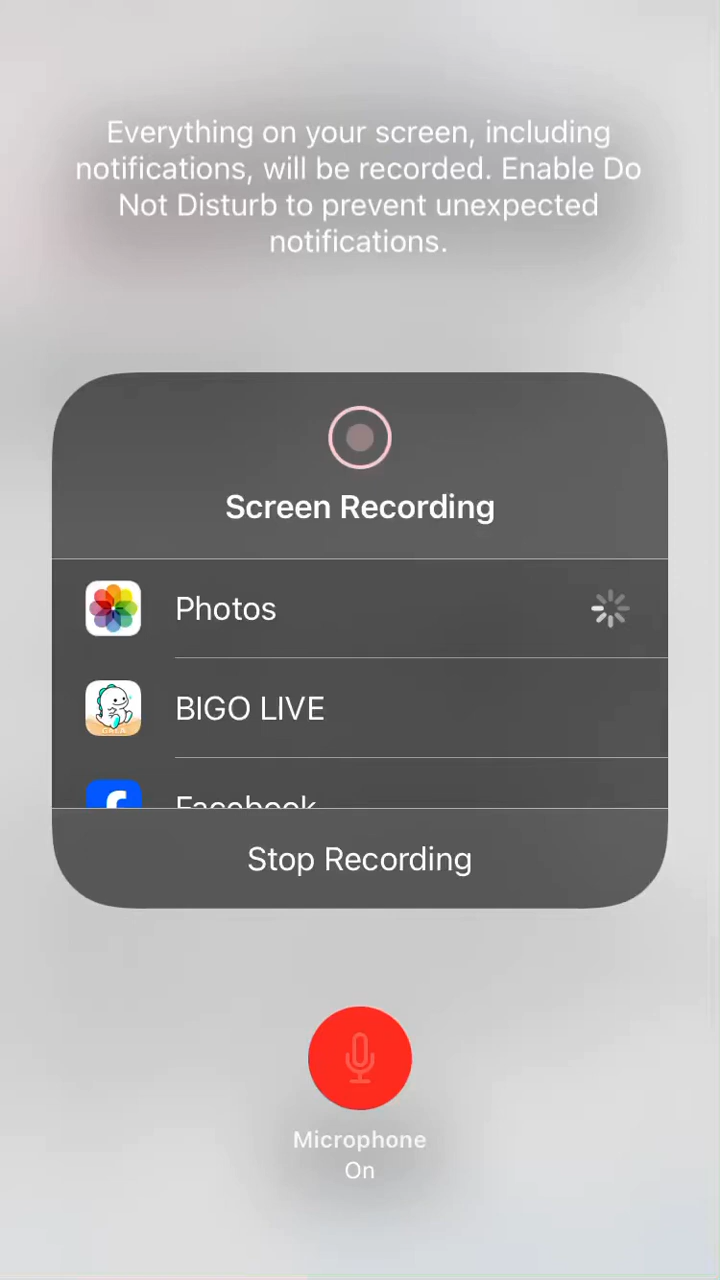 Everything on your screen, including
notifications, will be recorded. Enable Do
Not Disturb to prevent unexpected
notifications.
Screen Recording
Photos
BIGO LIVE
Facebook
Stop Recording
Microphone
On